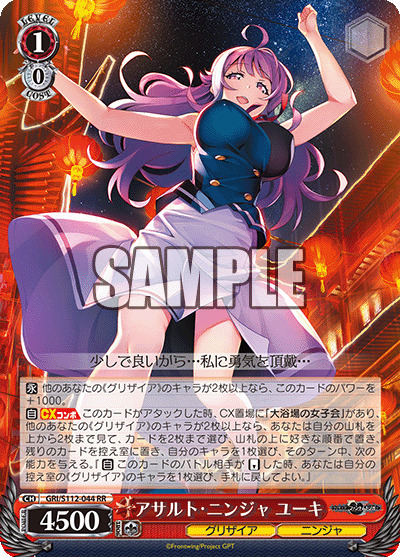 LEVEL
1
0
COST
SAMPLE
少しで良いから…私に勇気を頂戴…
永 他のあなたの《グリザイア》のキャラが2枚以上なら、このカードのパワーを
+1000。
自 CXコンボ このカードがアタックした時、CX置場に「大浴場の女子会」があり、
他のあなたの《グリザイア》のキャラが2枚以上なら、あなたは自分の山札を
上から2枚まで見て、カードを2枚まで選び、山札の上に好きな順番で置き、
残りのカードを控え室に置き、自分のキャラを1枚選び、そのターン中、次の
能力を与える。『自 このカードのバトル相手が した時、あなたは自分の
控え室のキャラを1枚選び、手札に戻してよい。』
CH GRI/S112-044 RR
アサルト・ニンジャ ユーキ
4500
グリザイア
ニンジャ
©Frontwing/Project GPT